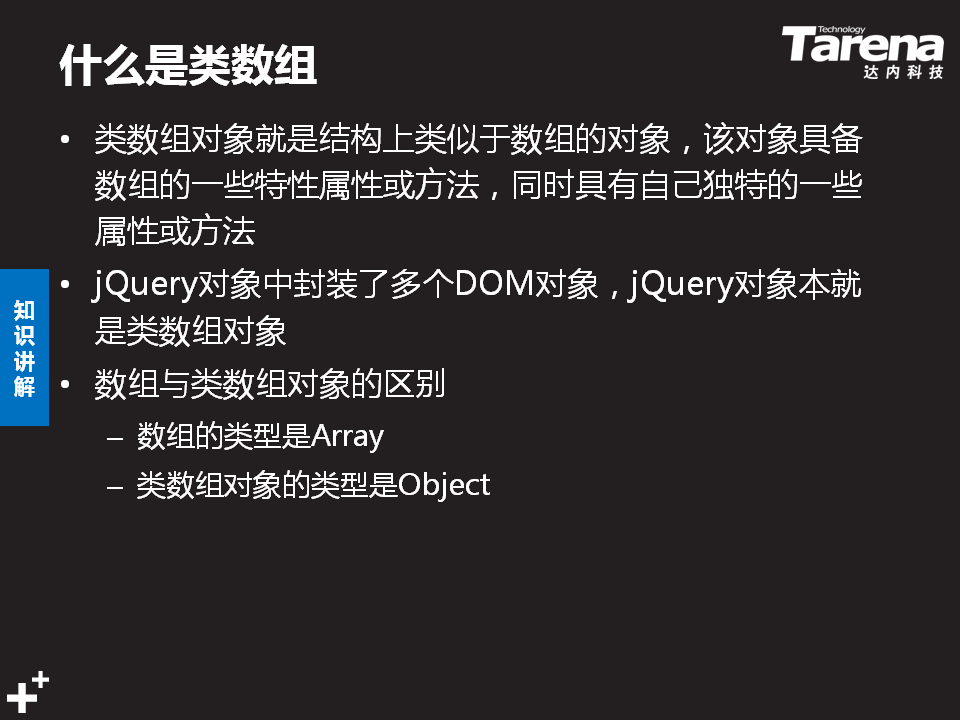 什么是类数组
Technology
Tarena
达内科技
• 类数组对象就是结构上类似于数组的对象，该对象具备
数组的一些特性属性或方法，同时具有自己独特的一些
属性或方法
• jQuery对象中封装了多个DOM对象，jQuery对象本就
是类数组对象
• 数组与类数组对象的区别
– 数组的类型是Array
– 类数组对象的类型是Object
知
识
讲
解